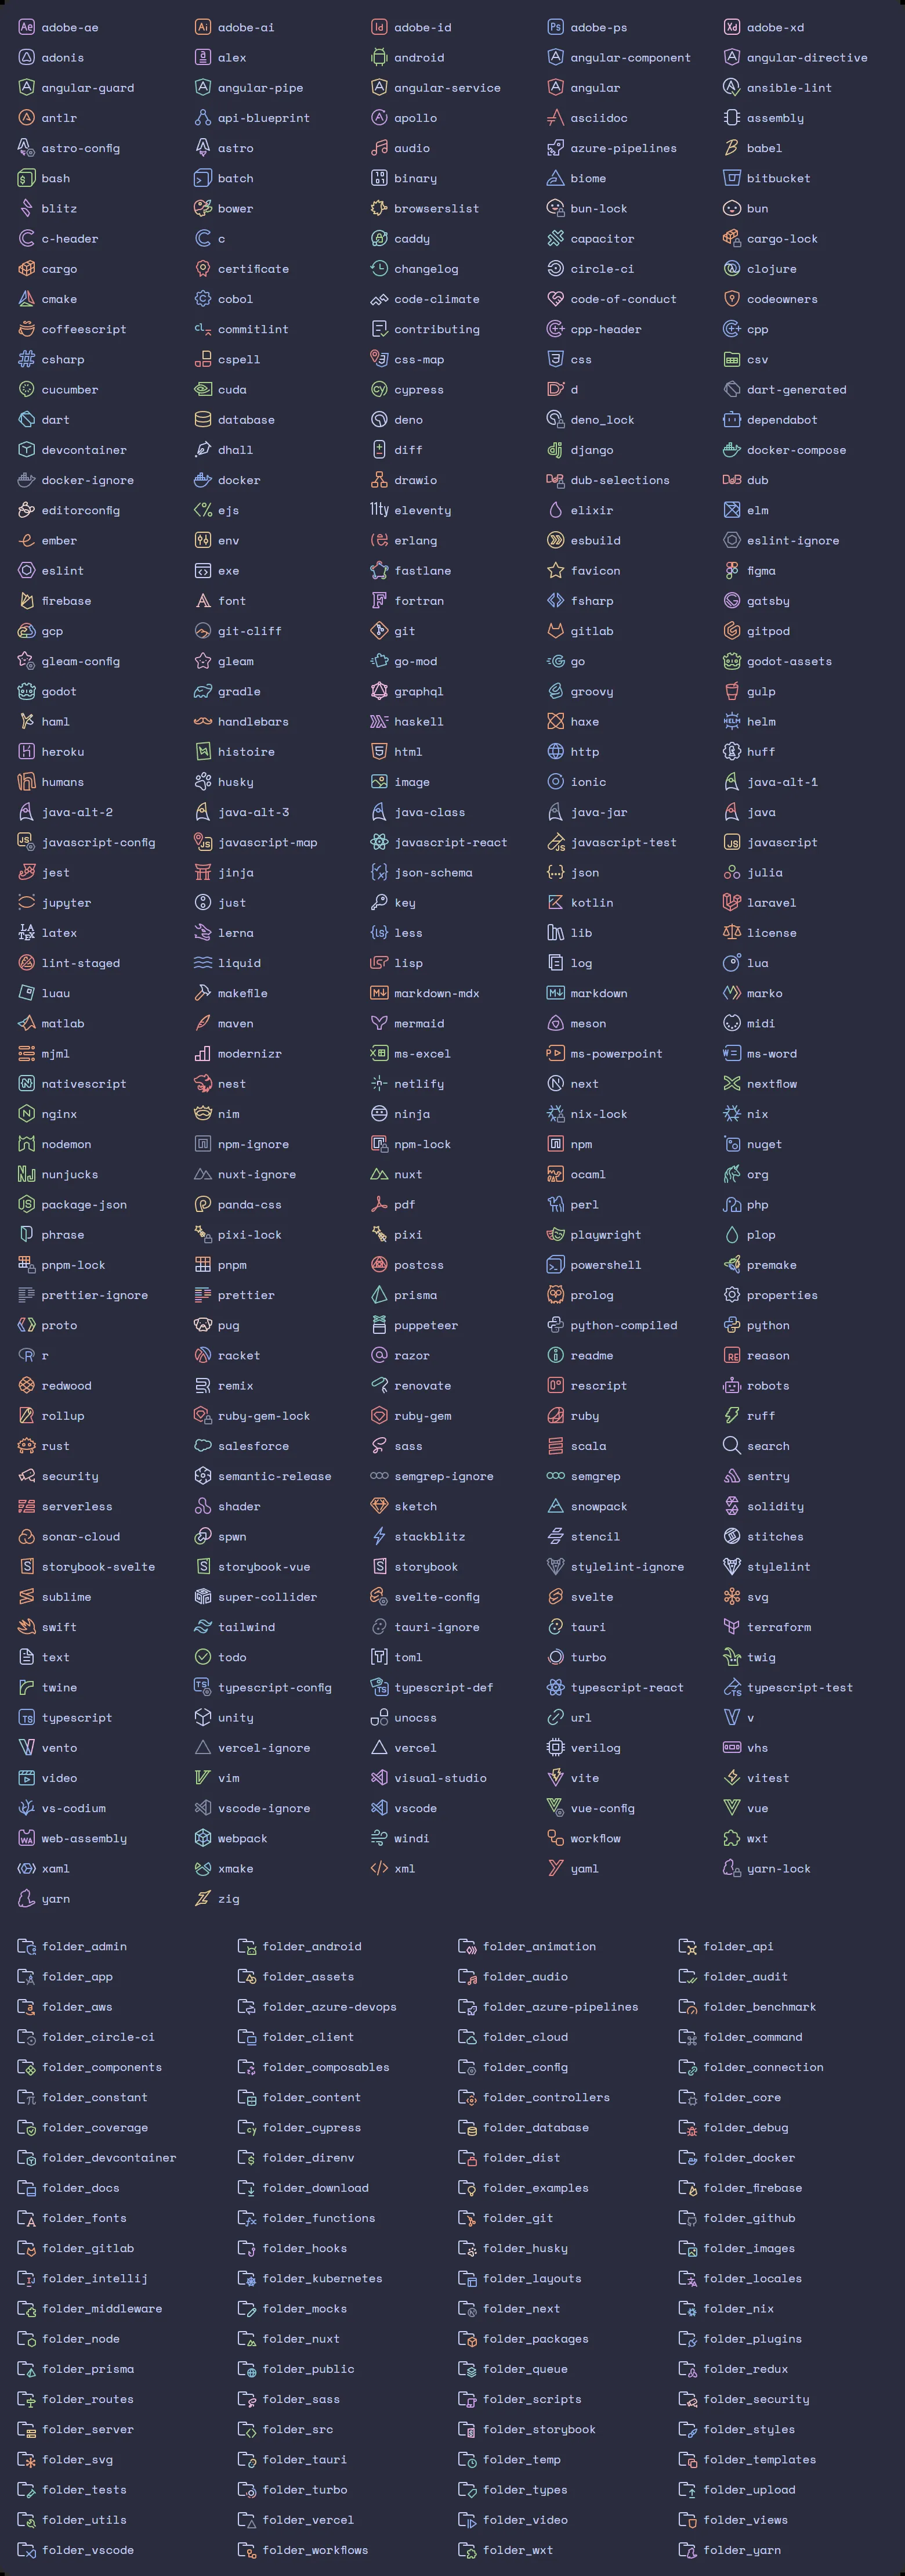 adobe-ae adobe-ai adobe-id adobe-ps adobe-xd
adonis alex android angular-component angular-directive
angular-guard angular-pipe angular-service angular ansible-lint
antlr api-blueprint apollo asciidoc assembly
astro-config astro audio azure-pipelines babel
bash batch binary biome bitbucket
blitz bower browserslist bun-lock bun
c-header c caddy capacitor cargo-lock
cargo certificate changelog circle-ci clojure
cmake cobol code-climate code-of-conduct codeowners
coffeescript commitlint contributing cpp-header cpp
csharp cspell css-map css csv
cucumber cuda cypress d dart-generated
dart database deno deno_lock dependabot
devcontainer dhall diff django docker-compose
docker-ignore docker drawio dub-selections dub
editorconfig ejs eleventy elixir elm
ember env erlang esbuild eslint-ignore
eslint exe fastlane favicon figma
firebase font fortran fsharp gatsby
gcp git-cliff git gitlab gitpod
gleam-config gleam go-mod go godot-assets
godot gradle graphql groovy gulp
haml handlebars haskell haxe helm
heroku histoire html http huff
humans husky image ionic java-alt-1
java-alt-2 java-alt-3 java-class java-jar java
javascript-config javascript-map javascript-react javascript-test javascript
jest jinja json-schema json julia
jupyter just key kotlin laravel
latex lerna less lib license
lint-staged liquid lisp log lua
luau makefile markdown-mdx markdown marko
matlab maven mermaid meson midi
mjml modernizr ms-excel ms-powerpoint ms-word
nativescript nest netlify next nextflow
nginx nim ninja nix-lock nix
nodemon npm-ignore npm-lock npm nuget
nunjucks nuxt-ignore nuxt ocaml org
package-json panda-css pdf perl php
phrase pixi-lock pixi playwright plop
pnpm-lock pnpm postcss powershell premake
prettier-ignore prettier prisma prolog properties
proto pug puppeteer python-compiled python
r racket razor readme reason
redwood remix renovate rescript robots
rollup ruby-gem-lock ruby-gem ruby ruff
rust salesforce sass scala search
security semantic-release semgrep-ignore semgrep sentry
serverless shader sketch snowpack solidity
sonar-cloud spwn stackblitz stencil stitches
storybook-svelte storybook-vue storybook stylelint-ignore stylelint
sublime super-collider svelte-config svelte svg
swift tailwind tauri-ignore tauri terraform
text todo toml turbo twig
twine typescript-config typescript-def typescript-react typescript-test
typescript unity unocss url v
vento vercel-ignore vercel verilog vhs
video vim visual-studio vite vitest
vs-codium vscode-ignore vscode vue-config vue
web-assembly webpack windi workflow wxt
xaml xmake xml yaml yarn-lock
yarn zig
folder_admin folder_android folder_animation folder_api
folder_app folder_assets folder_audio folder_audit
folder_aws folder_azure-devops folder_azure-pipelines folder_benchmark
folder_circle-ci folder_client folder_cloud folder_command
folder_components folder_composables folder_config folder_connection
folder_constant folder_content folder_controllers folder_core
folder_coverage folder_cypress folder_database folder_debug
folder_devcontainer folder_direnv folder_dist folder_docker
folder_docs folder_download folder_examples folder_firebase
folder_fonts folder_functions folder_git folder_github
folder_gitlab folder_hooks folder_husky folder_images
folder_intellij folder_kubernetes folder_layouts folder_locales
folder_middleware folder_mocks folder_next folder_nix
folder_node folder_nuxt folder_packages folder_plugins
folder_prisma folder_public folder_queue folder_redux
folder_routes folder_sass folder_scripts folder_security
folder_server folder_src folder_storybook folder_styles
folder_svg folder_tauri folder_temp folder_templates
folder_tests folder_turbo folder_types folder_upload
folder_utils folder_vercel folder_video folder_views
folder_vscode folder_workflows folder_wxt folder_yarn